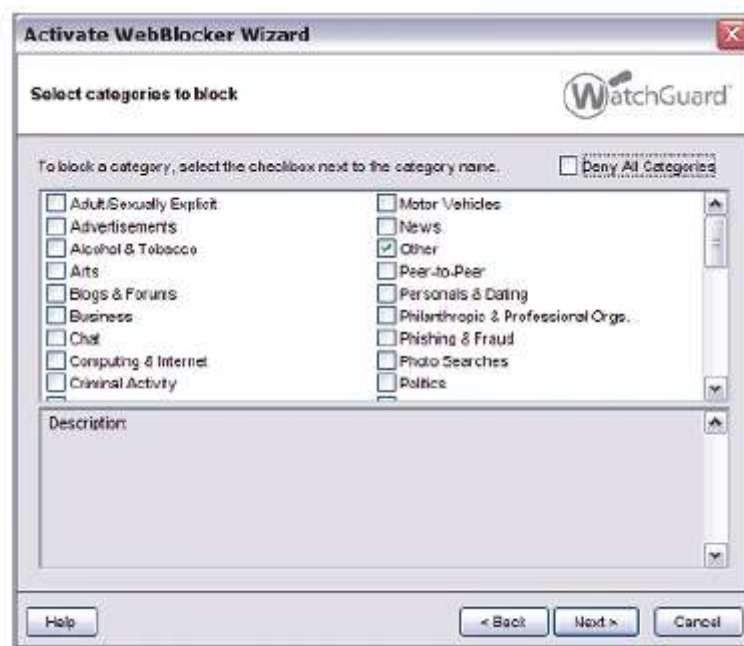 Activate WebBlocker Wizard
Select categories to block
WatchGuard
To block a category, select the checkbox next to the category name.
Deny All Categories
Adult/Sexually Explicit
Advertisements
Alcohol & Tobacco
Arts
Blogs & Forums
Business
Chat
Computing & Internet
Criminal Activity
Motor Vehicles
News
Other
Peer-to-Peer
Personals & Dating
Philanthropic & Professional Orgs.
Phishing & Fraud
Photo Searches
Politics
Description:
Help
< Back
Next >
Cancel